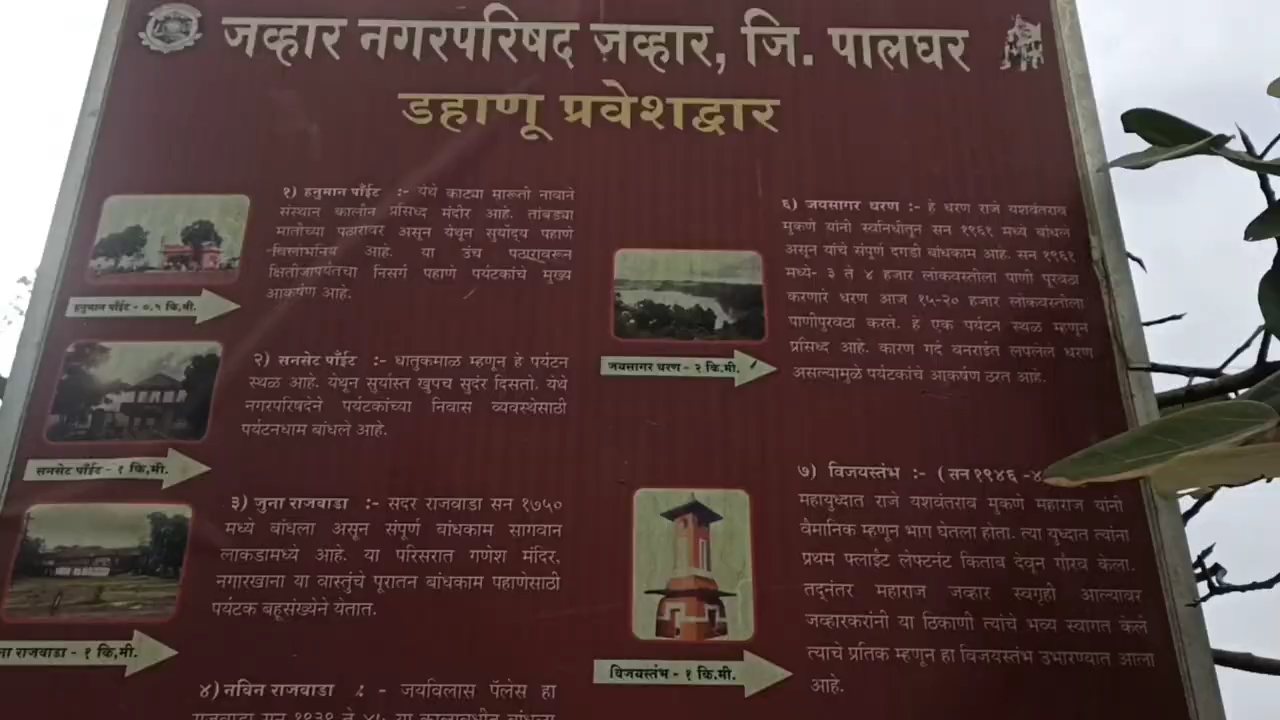 जव्हार नगरपरिषद ज़व्हार, जि. पालघर
डहाणू प्रवेशद्वार
१) हनुमान पॉईंट :- येथे काट्या मारूती नावाने
संस्थान कालीन प्रसिध्द मंदीर आहे. तांबड्या
मातीच्या पठारावर असून येथून सुर्योद्य पहाणे
विलोभनिय आहे. या उंच पठारावरून
क्षितीजापर्यंतचा निसर्ग पहाणे पर्यटकांचे मुख्य
आकर्षण आहे.
हनुमान पॉईंट - ०.५ कि.मी.
२) सनसेट पॉईंट :- धातुकमाळ म्हणून हे पर्यटन
स्थळ आहे. येथुन सुर्यास्त खुपच सुदंर दिसतो. येथे
नगरपरिषदेने पर्यटकांच्या निवास व्यवस्थेसाठी
पर्यटनधाम बांधले आहे.
सनसेट पॉईंट - १ कि,मी.
३) जुना राजवाडा :- सदर राजवाडा सन १७५०
मध्ये बांधला असून संपूर्ण बांधकाम सागवान
लाकडामध्ये आहे. या परिसरात गणेश मंदिर,
नगारखाना या वास्तुंचे पूरातन बांधकाम पहाणेसाठी
पर्यटक बहूसंख्येने येतात.
ना राजवाडा - १ कि,मी.
४) नविन राजवाडा :- जयविलास पॅलेस हा
राजवाडा सन
६) जयसागर धरण :- हे धरण राजे यशवंतराव
मुकणे यांनी स्वनिधीतून सन १९६१ मध्ये बांधले
असून यांचे संपूर्ण दगडी बांधकाम आहे. सन १९६१
मध्ये- ३ ते ४ हजार लोकवस्तीला पाणी पूरवठा
करणारे धरण आज १५-२० हजार लोकवस्तीला
पाणीपुरवठा करते. हे एक पर्यटन स्थळ म्हणून
प्रसिध्द आहे. कारण गर्द वनराईत लपलेले धरण
असल्यामुळे पर्यटकांचे आकर्षण ठरत आहे.
जयसागर धरण - २ कि.मी.
७) विजयस्तंभ :- ( सन १९४६ -४
महायुध्दात राजे यशवंतराव मुकणे महाराज यांनी
वैमानिक म्हणून भाग घेतला होता. त्या युध्दात त्यांना
प्रथम फ्लाईंट लेफ्टनंट किताब देवून गौरव केला.
तद्नंतर महाराज जव्हार स्वगृही आल्यावर
जव्हारकरांनी या ठिकाणी त्यांचे भव्य स्वागत केले
त्याचे प्रतिक म्हणून हा विजयस्तंभ उभारण्यात आला
आहे.
विजयस्तंभ - १ कि.मी.